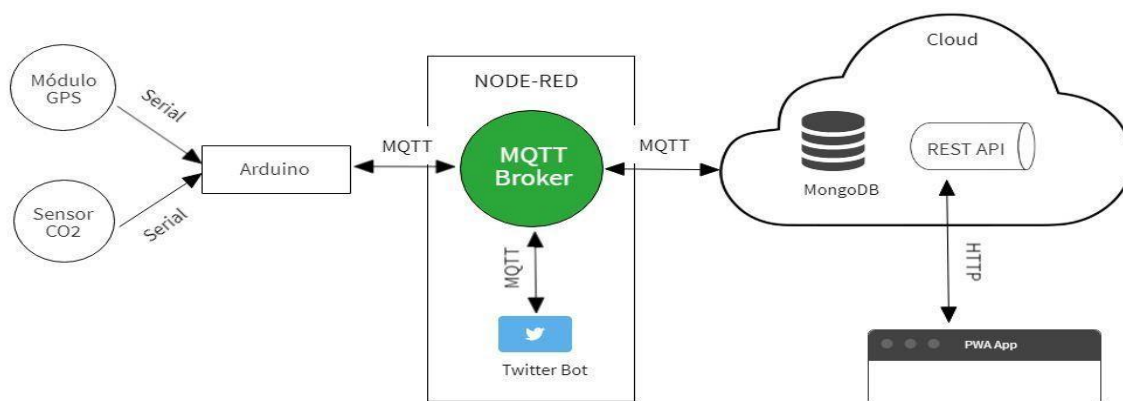 Módulo
GPS
Serial
Sensor
CO2
Serial
Arduino
MQTT
NODE-RED
MQTT
Broker
MQTT
Twitter Bot
MQTT
Cloud
MongoDB
REST API
HTTP
PWA App